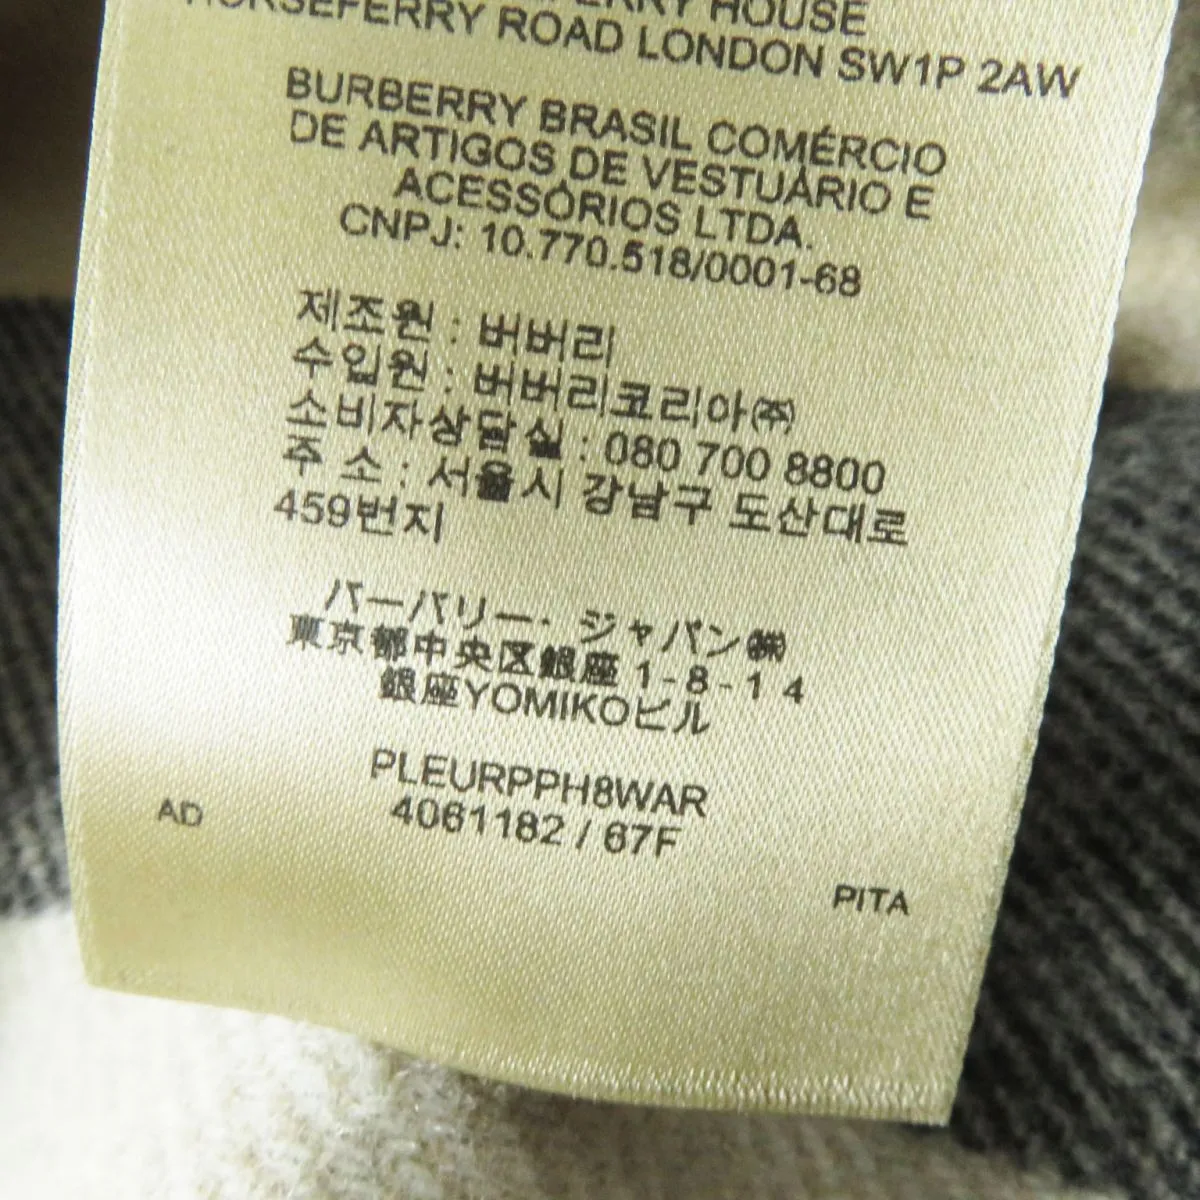 HOUSE
HORSEFERRY ROAD LONDON SW1P 2AW
BURBERRY BRASIL COMÉRCIO
DE ARTIGOS DE VESTUÁRIO E
ACESSÓRIOS LTDA.
CNPJ: 10.770.518/0001-68
제조원 : 버버리
수입원 : 버버리코리아㈜
소비자상담실 : 080 700 8800
주 소 : 서울시 강남구 도산대로
459번지
バーバリー・ジャパン㈱
東京都中央区銀座 1-8-1 4
銀座YOMIKOビル
PLEURPPH8WAR
4061182 / 67F
AD
PITA